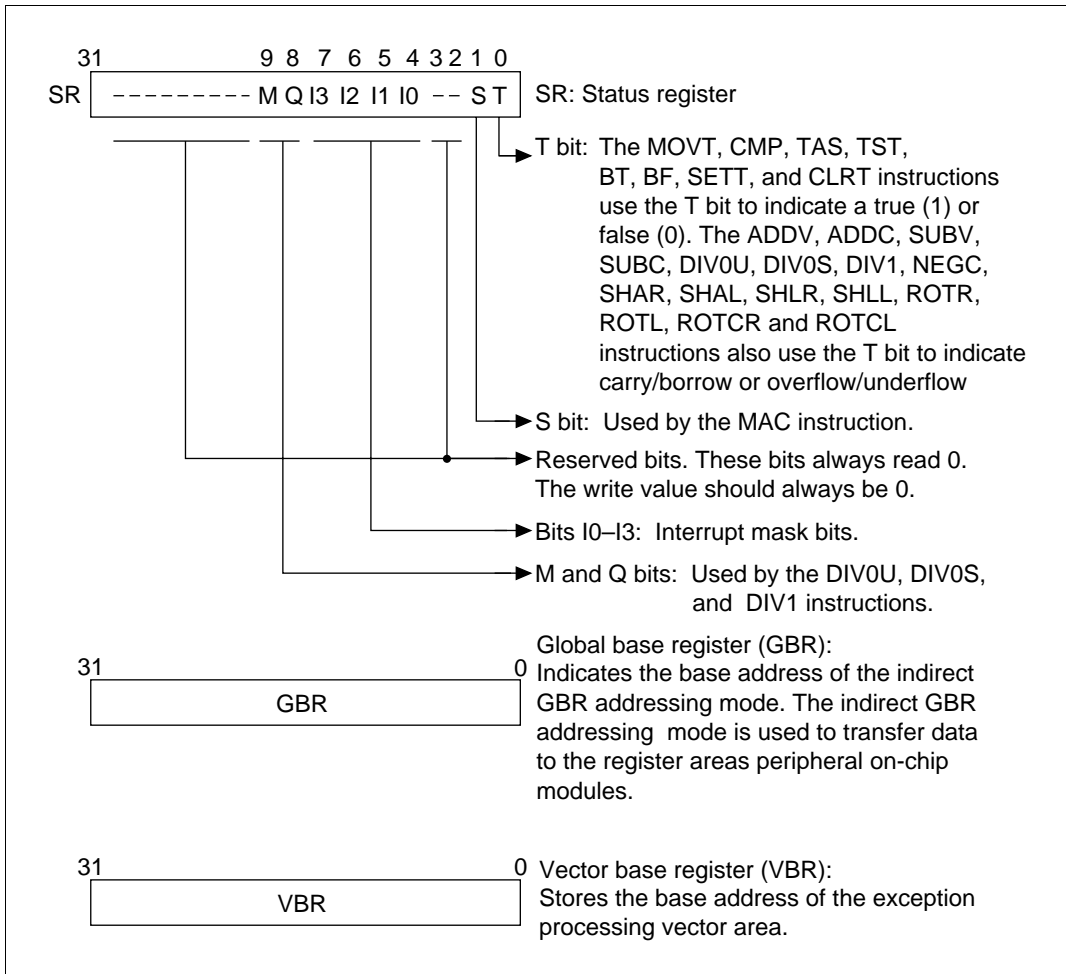 31 9 8 7 6 5 4 3 2 1 0
SR --------- M Q I3 I2 I1 I0 -- S T SR: Status register
T bit: The MOVT, CMP, TAS, TST,
BT, BF, SETT, and CLRT instructions
use the T bit to indicate a true (1) or
false (0). The ADDV, ADDC, SUBV,
SUBC, DIV0U, DIV0S, DIV1, NEGC,
SHAR, SHAL, SHLR, SHLL, ROTR,
ROTL, ROTCR and ROTCL
instructions also use the T bit to indicate
carry/borrow or overflow/underflow
S bit: Used by the MAC instruction.
Reserved bits. These bits always read 0.
The write value should always be 0.
Bits I0–I3: Interrupt mask bits.
M and Q bits: Used by the DIV0U, DIV0S,
and DIV1 instructions.
Global base register (GBR):
31 0 Indicates the base address of the indirect
GBR GBR addressing mode. The indirect GBR
addressing mode is used to transfer data
to the register areas peripheral on-chip
modules.
31 0 Vector base register (VBR):
VBR Stores the base address of the exception
processing vector area.